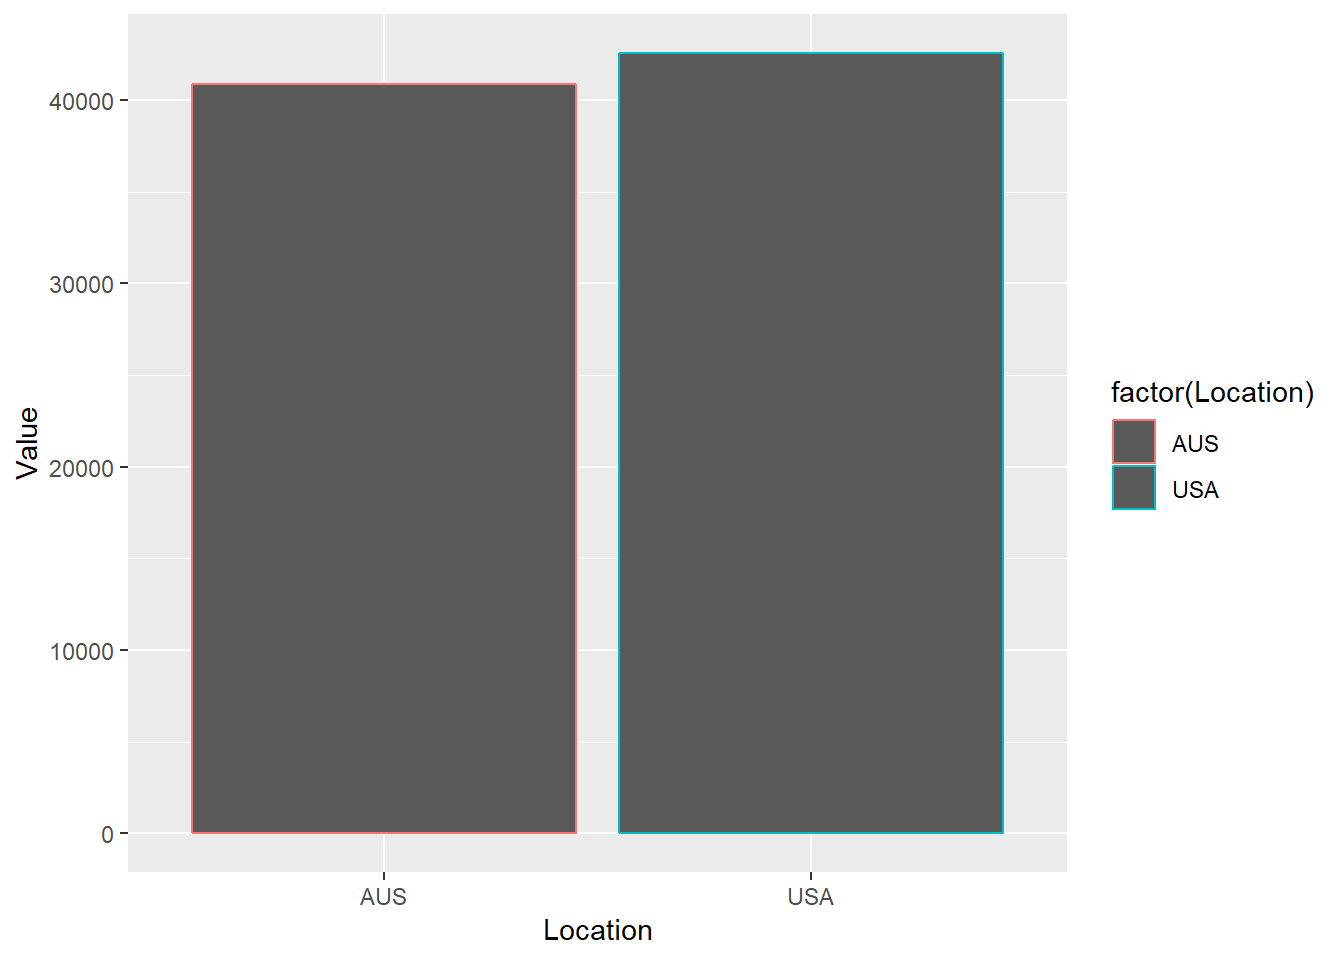 40000
30000
20000
10000
0
Value
AUS
USA
Location
factor(Location)
AUS
USA